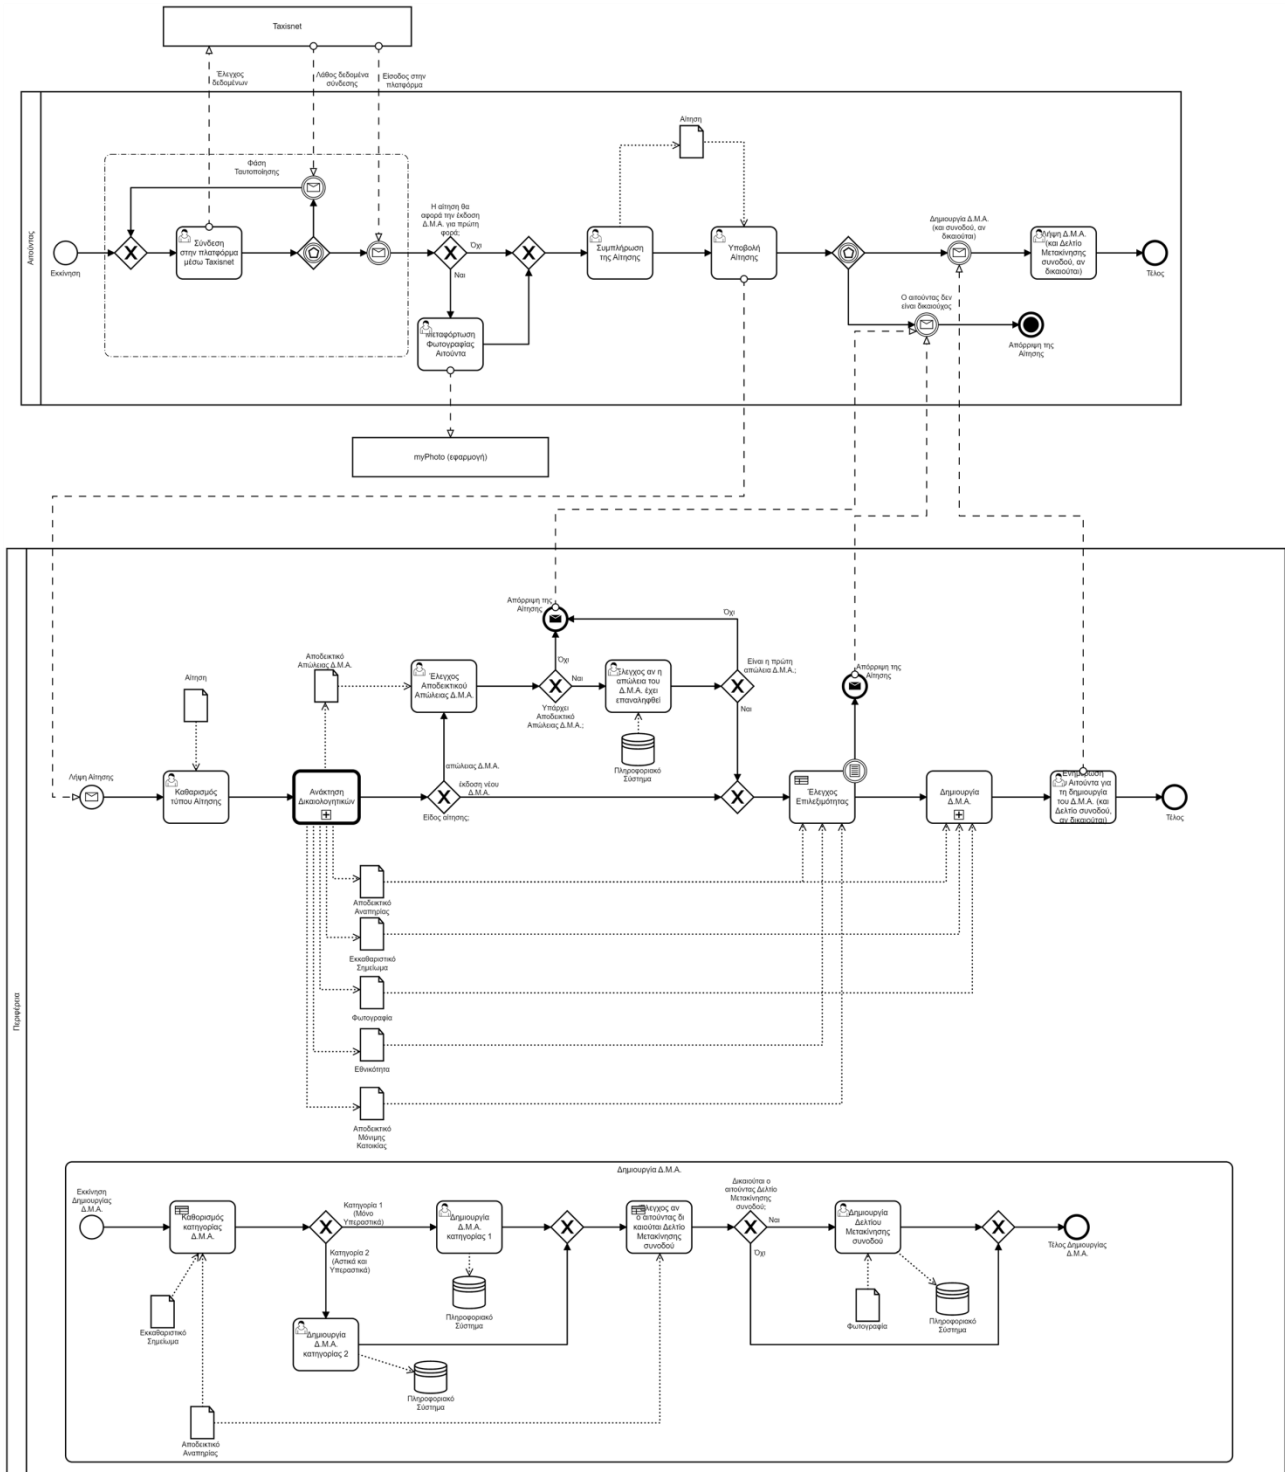 Taxisnet
Έλεγχος
δεδομένων
Λάθος δεδομένα
σύνδεσης
Είσοδος στην
πλατφόρμα
Αιτούντας
Φάση
Ταυτοποίησης
Εκκίνηση
Σύνδεση
στην πλατφόρμα
μέσω Taxisnet
Η αίτηση θα
αφορά την έκδοση
Δ.Μ.Α. για πρώτη
φορά;
Όχι
Ναι
Μεταφόρτωση
Φωτογραφίας
Αιτούντα
Αίτηση
Συμπλήρωση
της Αίτησης
Υποβολή
Αίτησης
Δημιουργία Δ.Μ.Α.
(και συνοδού, αν
δικαιούται)
Λήψη Δ.Μ.Α.
(και Δελτίο
Μετακίνησης
συνοδού, αν
δικαιούται)
Τέλος
Ο αιτούντας δεν
είναι δικαιούχος
Απόρριψη της
Αίτησης
myPhoto (εφαρμογή)
Περιφέρεια
Λήψη Αίτησης
Αίτηση
Καθαρισμός
τύπου Αίτησης
Αποδεικτικό
Απώλειας Δ.Μ.Α.
Ανάκτηση
Δικαιολογητικών
Έλεγχος
Αποδεικτικού
Απώλειας Δ.Μ.Α.
απώλειας Δ.Μ.Α.
έκδοση νέου
Δ.Μ.Α.
Είδος αίτησης;
Απόρριψη της
Αίτησης
Όχι
Ναι
Υπάρχει
Αποδεικτικό
Απώλειας Δ.Μ.Α.;
Έλεγχος αν η
απώλεια του
Δ.Μ.Α. έχει
επαναληφθεί
Πληροφοριακό
Σύστημα
Όχι
Είναι η πρώτη
απώλεια Δ.Μ.Α.;
Ναι
Απόρριψη της
Αίτησης
Έλεγχος
Επιλεξιμότητας
Δημιουργία
Δ.Μ.Α.
Ενημέρωση
Αιτούντα για
τη δημιουργία
του Δ.Μ.Α. (και
Δελτίο συνοδού,
αν δικαιούται)
Τέλος
Αποδεικτικό
Αναπηρίας
Εκκαθαριστικό
Σημείωμα
Φωτογραφία
Εθνικότητα
Αποδεικτικό
Μόνιμης
Κατοικίας
Δημιουργία Δ.Μ.Α.
Εκκίνηση
Δημιουργίας
Δ.Μ.Α.
Καθορισμός
κατηγορίας
Δ.Μ.Α.
Κατηγορία 1
(Μόνο
Υπεραστικά)
Κατηγορία 2
(Αστικά και
Υπεραστικά)
Δημιουργία
Δ.Μ.Α.
κατηγορίας 1
Πληροφοριακό
Σύστημα
Δημιουργία
Δ.Μ.Α.
κατηγορίας 2
Πληροφοριακό
Σύστημα
Εκκαθαριστικό
Σημείωμα
Αποδεικτικό
Αναπηρίας
Έλεγχος αν
ο αιτούντας δι
καιούται Δελτίο
Μετακίνησης
συνοδού
Δικαιούται ο
αιτούντας Δελτίο
Μετακίνησης
συνοδού;
Ναι
Όχι
Δημιουργία
Δελτίου
Μετακίνησης
συνοδού
Φωτογραφία
Πληροφοριακό
Σύστημα
Τέλος Δημιουργίας
Δ.Μ.Α.